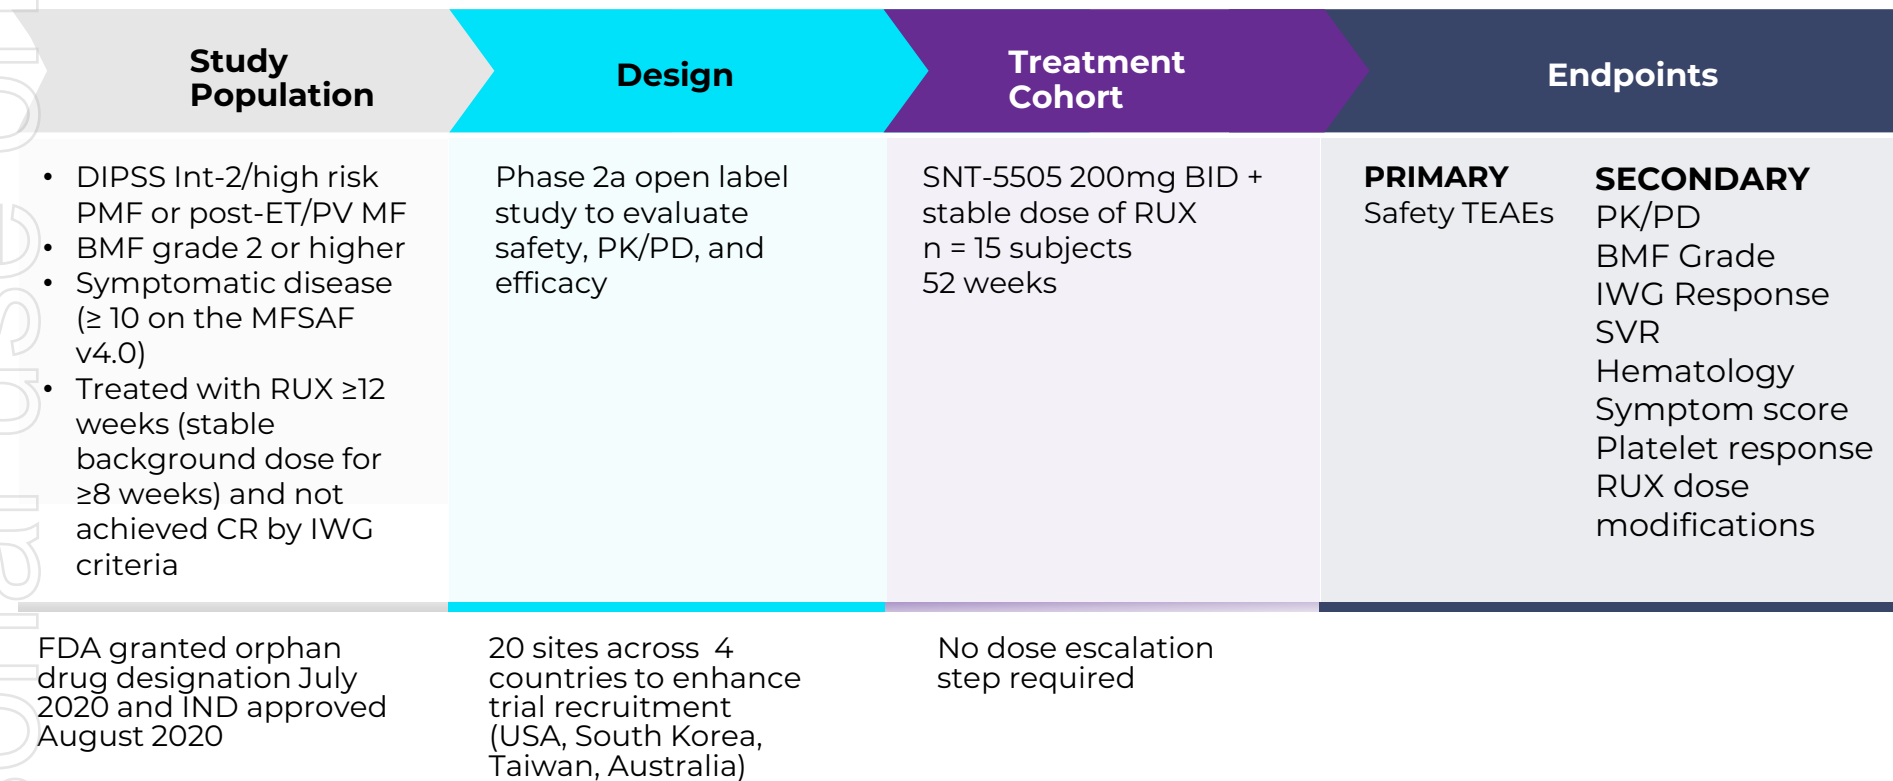 Study
Population
Design
Treatment
Cohort
Endpoints
• DIPSS Int-2/high risk
PMF or post-ET/PV MF
• BMF grade 2 or higher
• Symptomatic disease
(≥ 10 on the MFSAF
v4.0)
• Treated with RUX ≥12
weeks (stable
background dose for
≥8 weeks) and not
achieved CR by IWG
criteria
Phase 2a open label
study to evaluate
safety, PK/PD, and
efficacy
SNT-5505 200mg BID +
stable dose of RUX
n = 15 subjects
52 weeks
PRIMARY
Safety TEAEs
SECONDARY
PK/PD
BMF Grade
IWG Response
SVR
Hematology
Symptom score
Platelet response
RUX dose
modifications
FDA granted orphan
drug designation July
2020 and IND approved
August 2020
20 sites across  4
countries to enhance
trial recruitment
(USA, South Korea,
Taiwan, Australia)
No dose escalation
step required